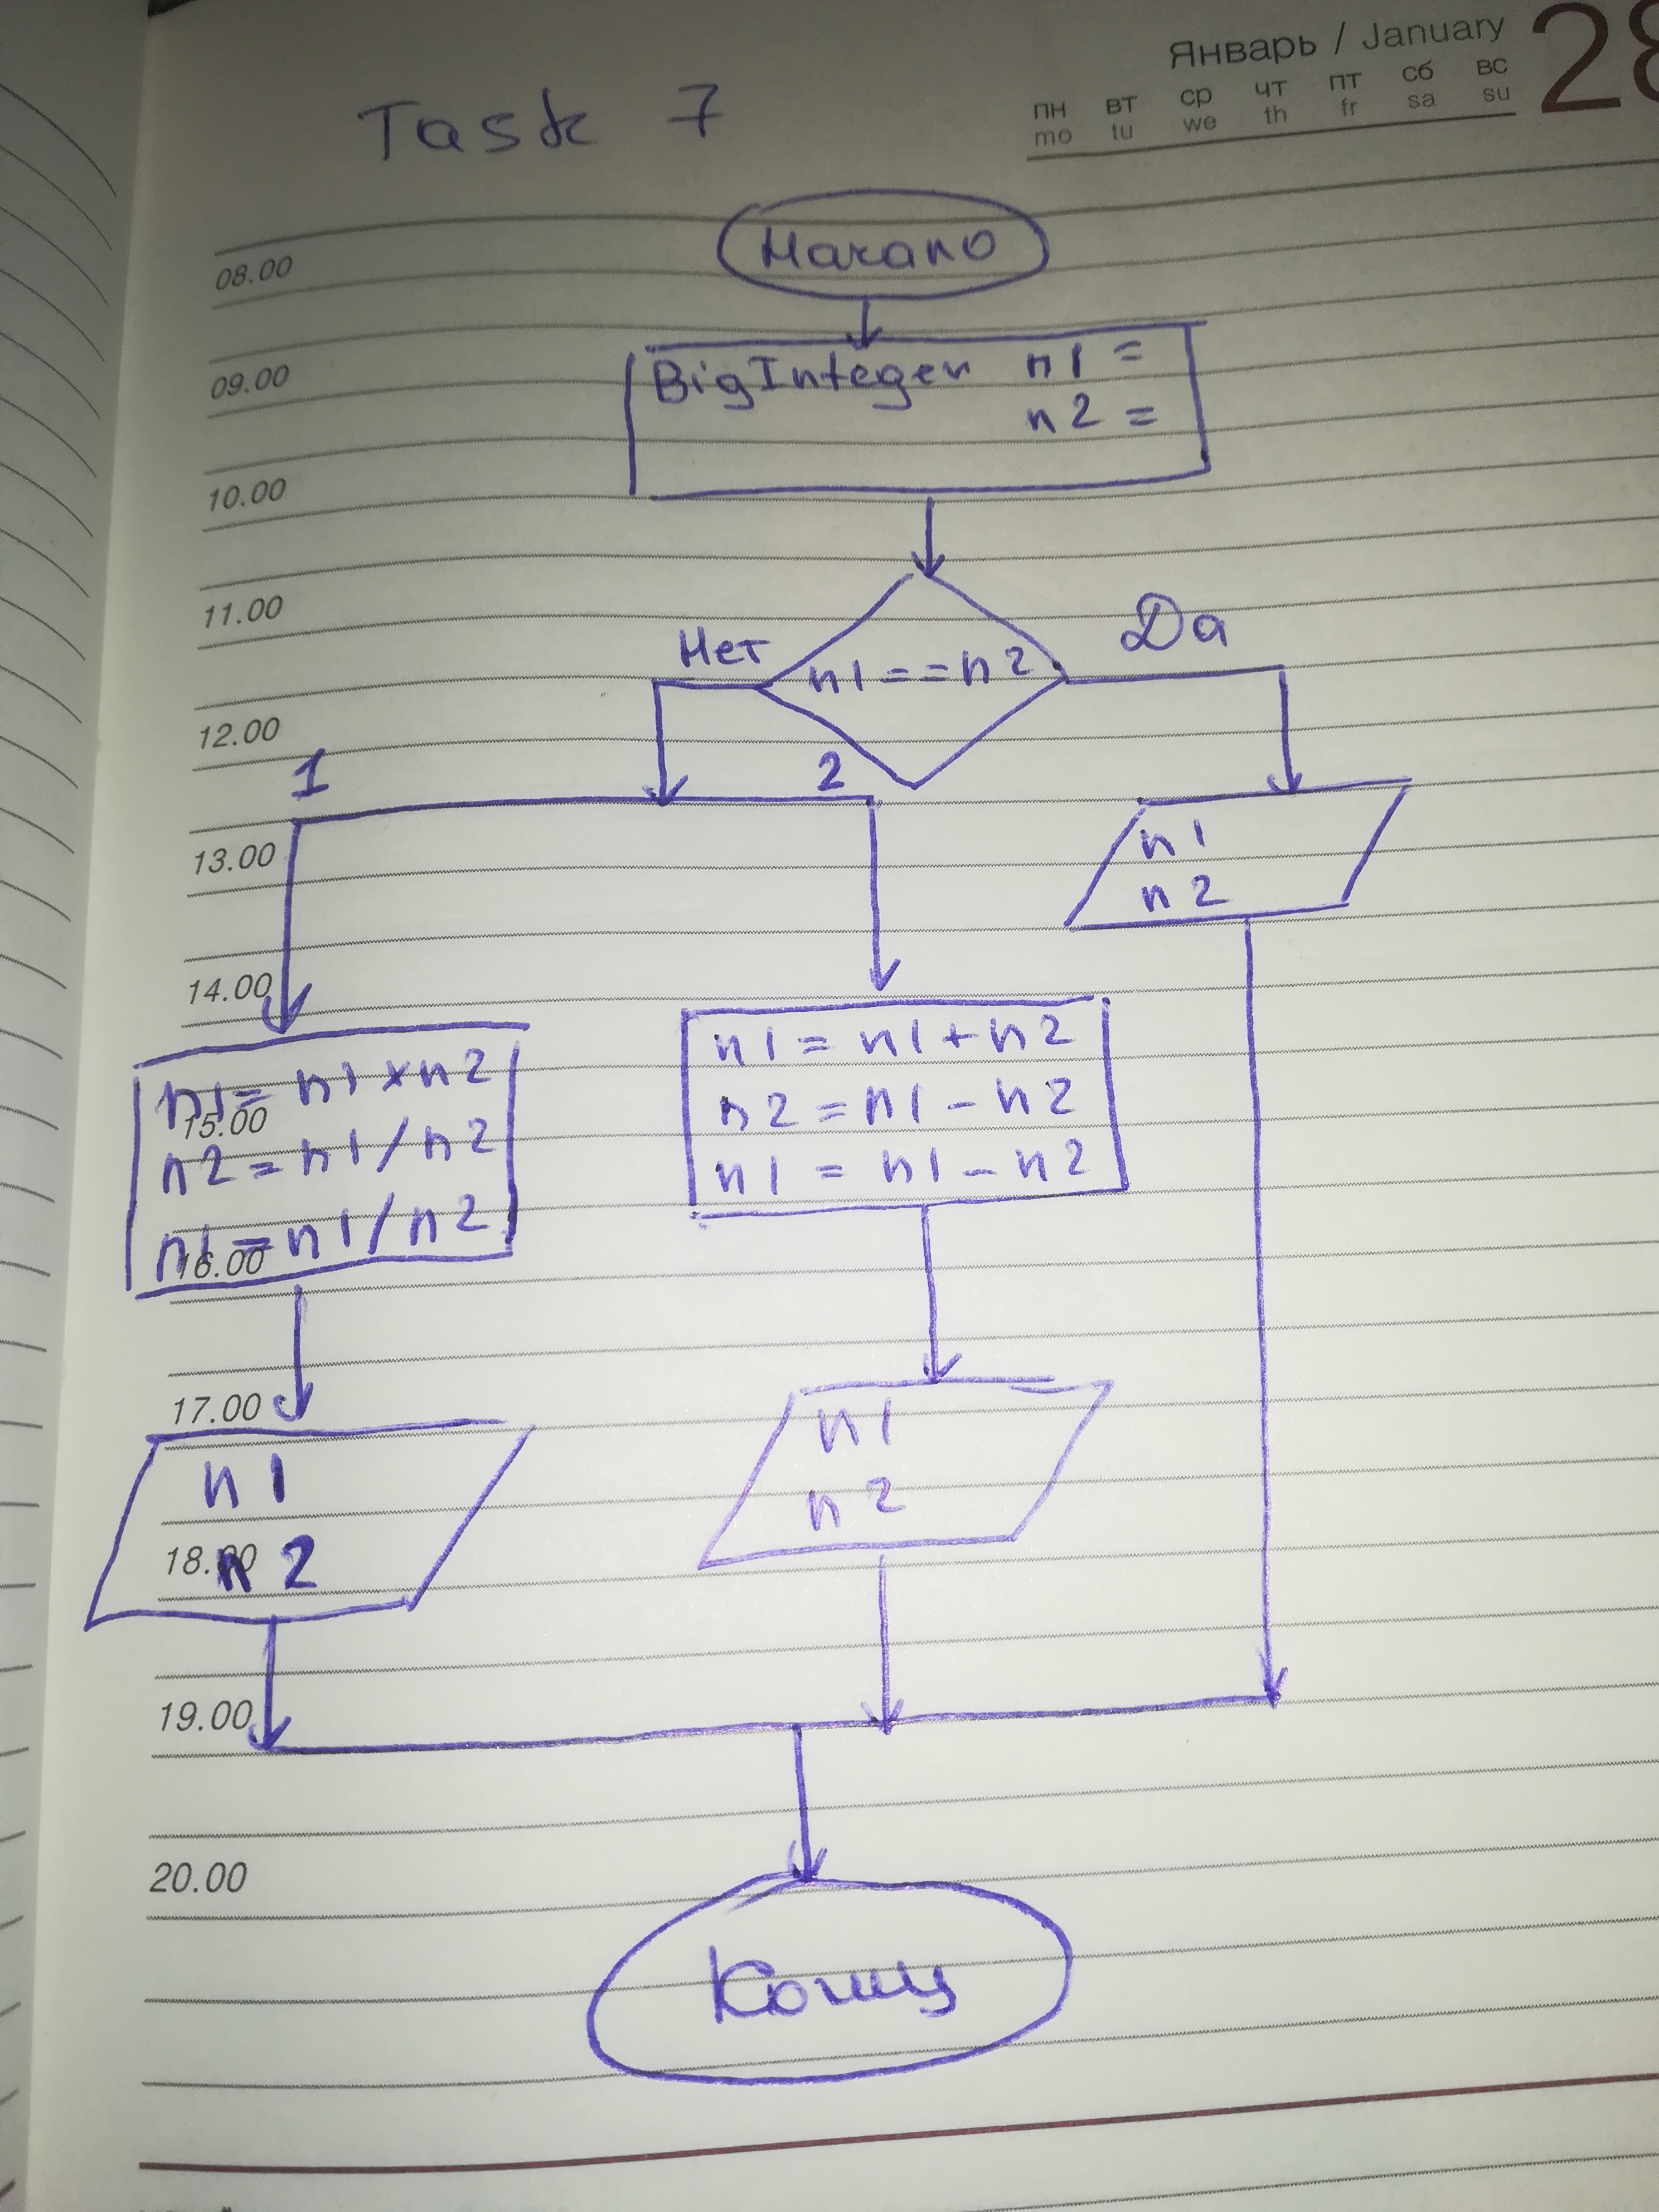 Январь / January
28
пн вт ср чт пт сб вс
mo tu we th fr sa su
Task 7
08.00
Начало
09.00
BigInteger n1 =
n2 =
10.00
11.00
Нет
n1==n2
Да
12.00
1
2
13.00
n1
n2
14.00
n1= n1×n2
15.00
n2=n1/n2
n1=n1/n2
16.00
n1=n1+n2
n2=n1-n2
n1=n1-n2
17.00
n1
n2
18.00
n1
n2
19.00
20.00
Конец